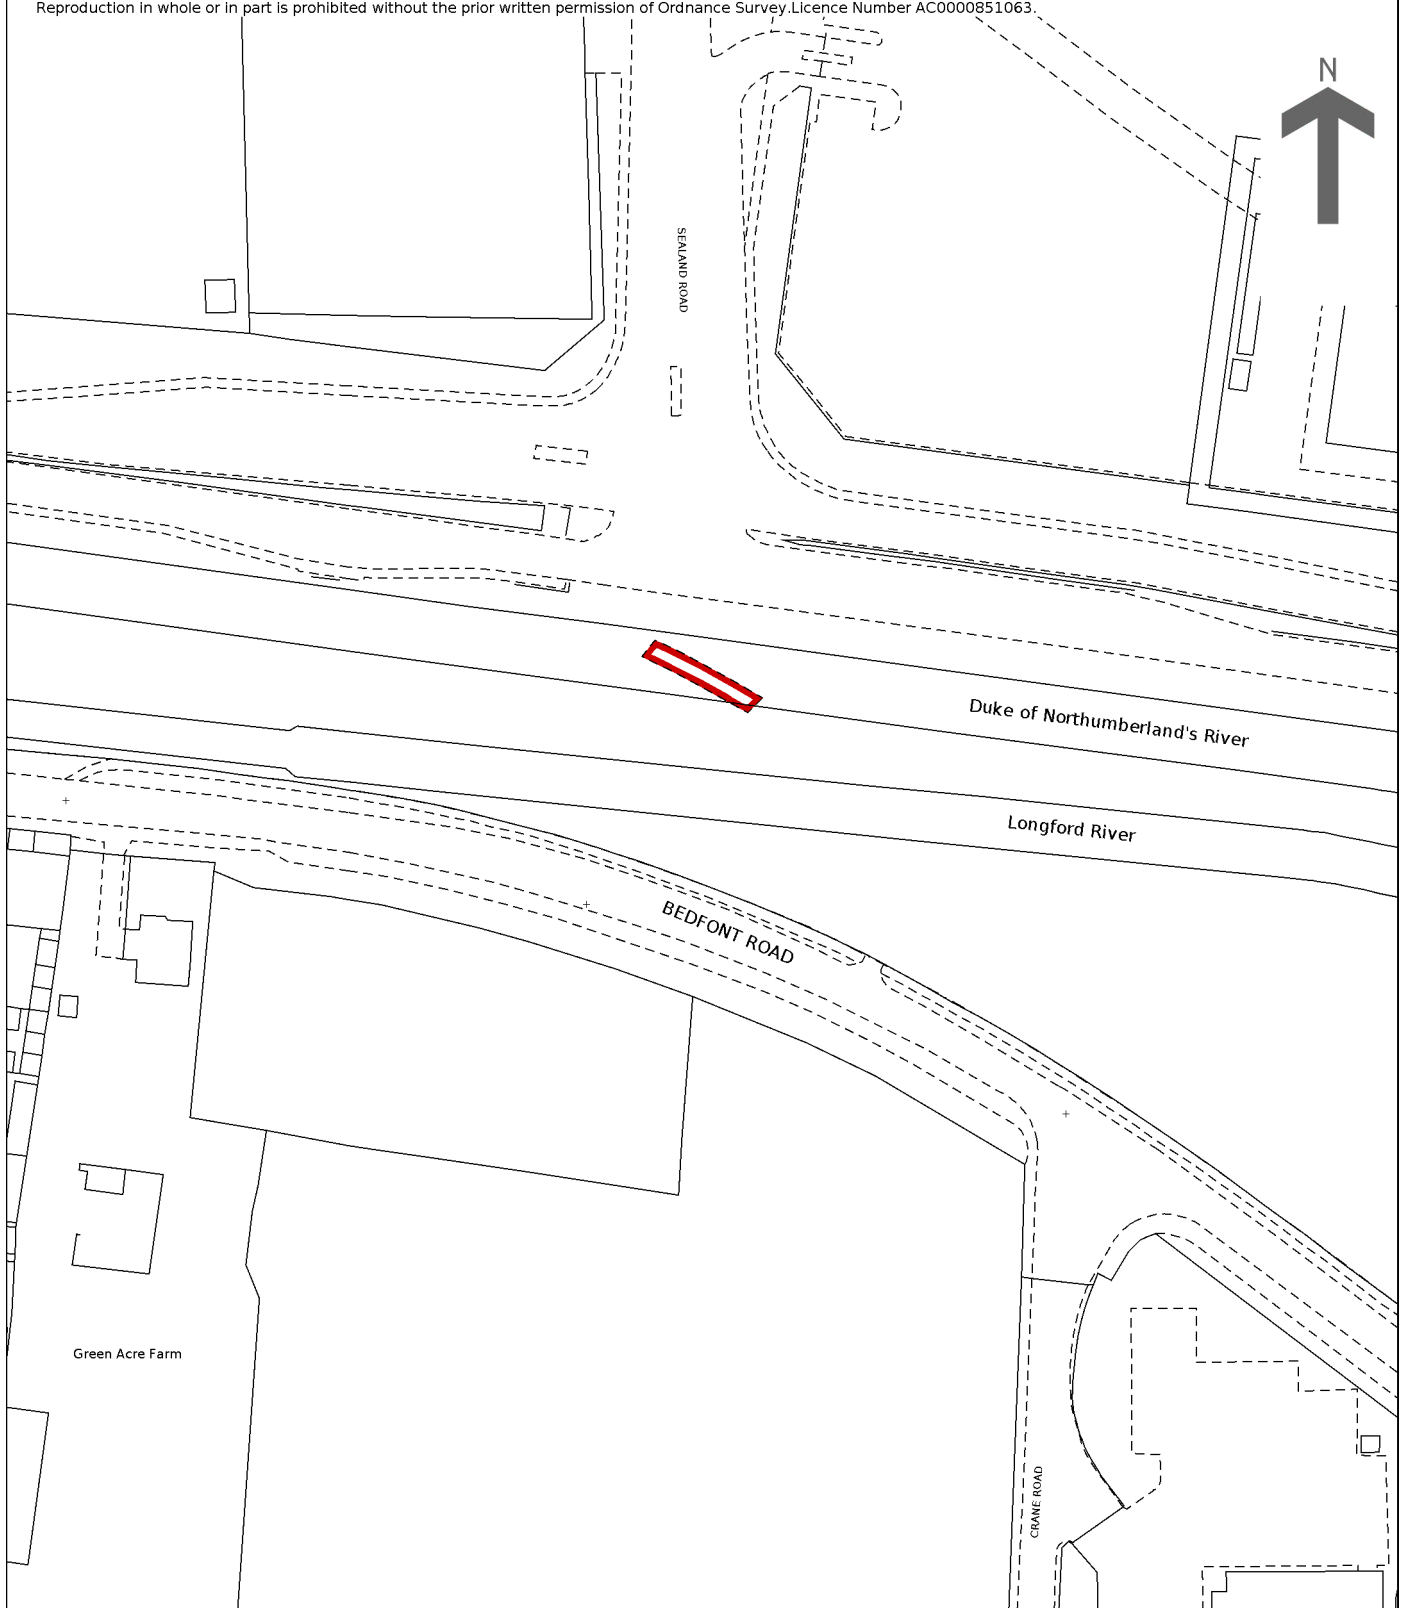 Reproduction in whole or in part is prohibited without the prior written permission of Ordnance Survey.Licence Number AC0000851063.
N
SEALAND ROAD
Duke of Northumberland's River
Longford River
BEDFONT ROAD
Green Acre Farm
CRANE ROAD